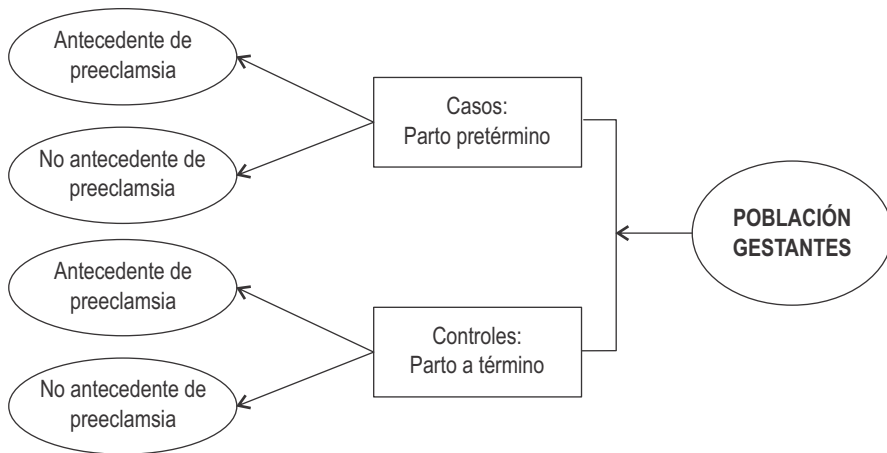 Antecedente de
preeclamsia
No antecedente de
preeclamsia
Antecedente de
preeclamsia
No antecedente de
preeclamsia
Casos:
Parto pretérmino
Controles:
Parto a término
POBLACIÓN
GESTANTES